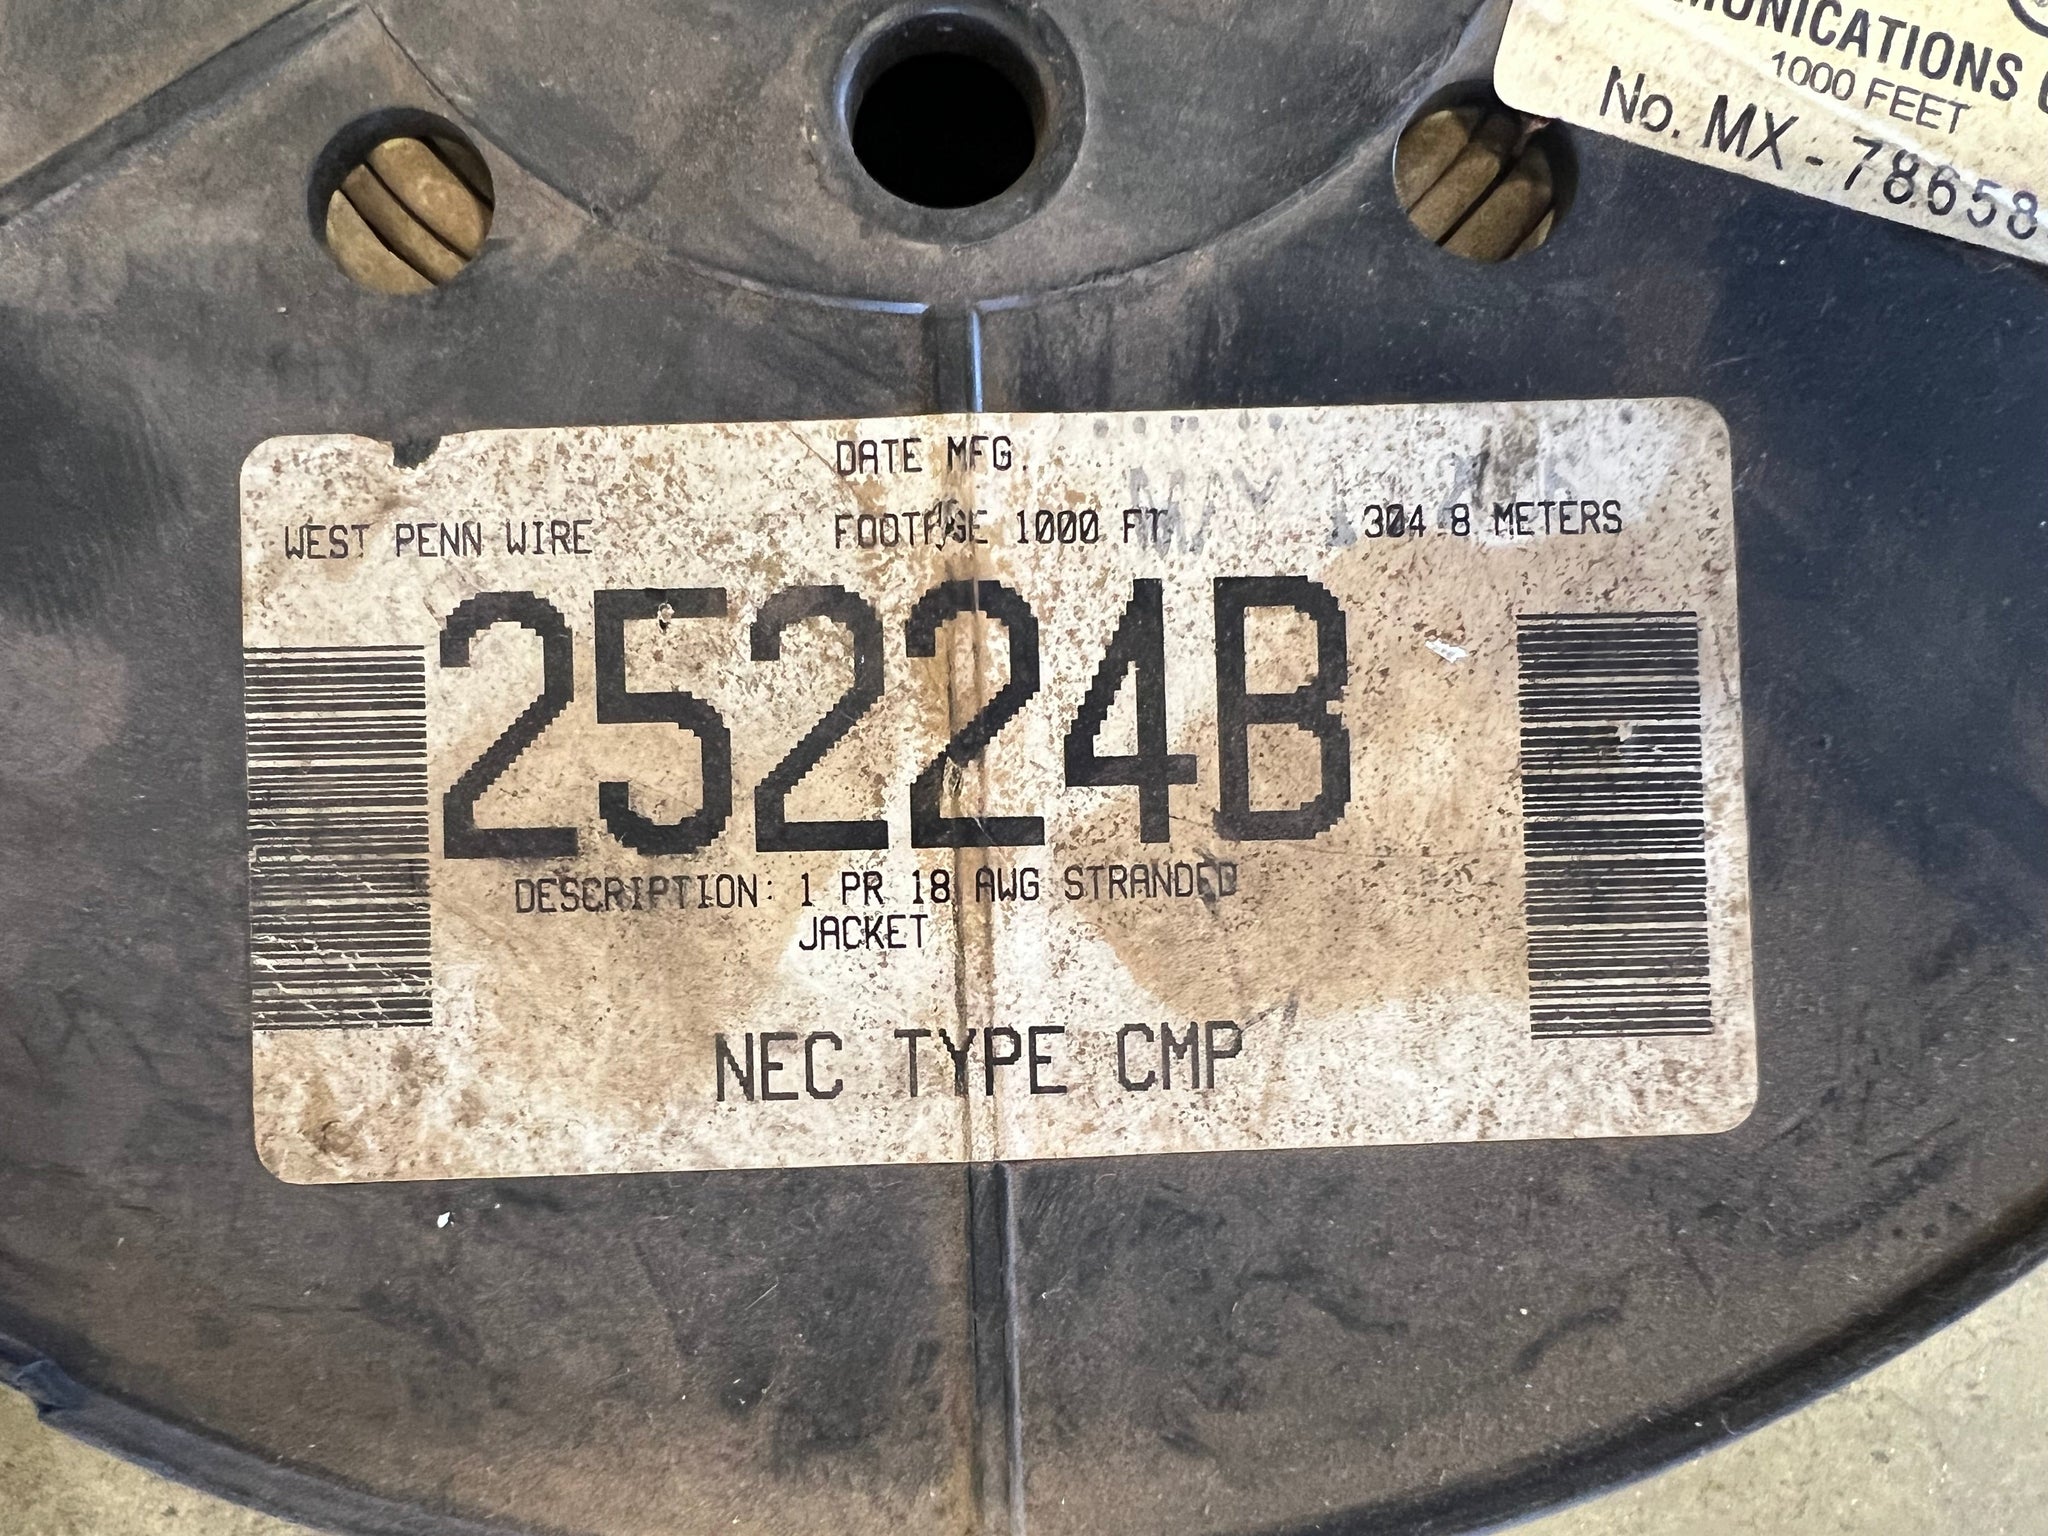 MUNICATIONS
1000 FEET
No. MX - 78658
DATE MFG.
MAY
WEST PENN WIRE FOOTAGE 1000 FT 304.8 METERS
25224B
DESCRIPTION: 1 PR 18 AWG STRANDED
JACKET
NEC TYPE CMP